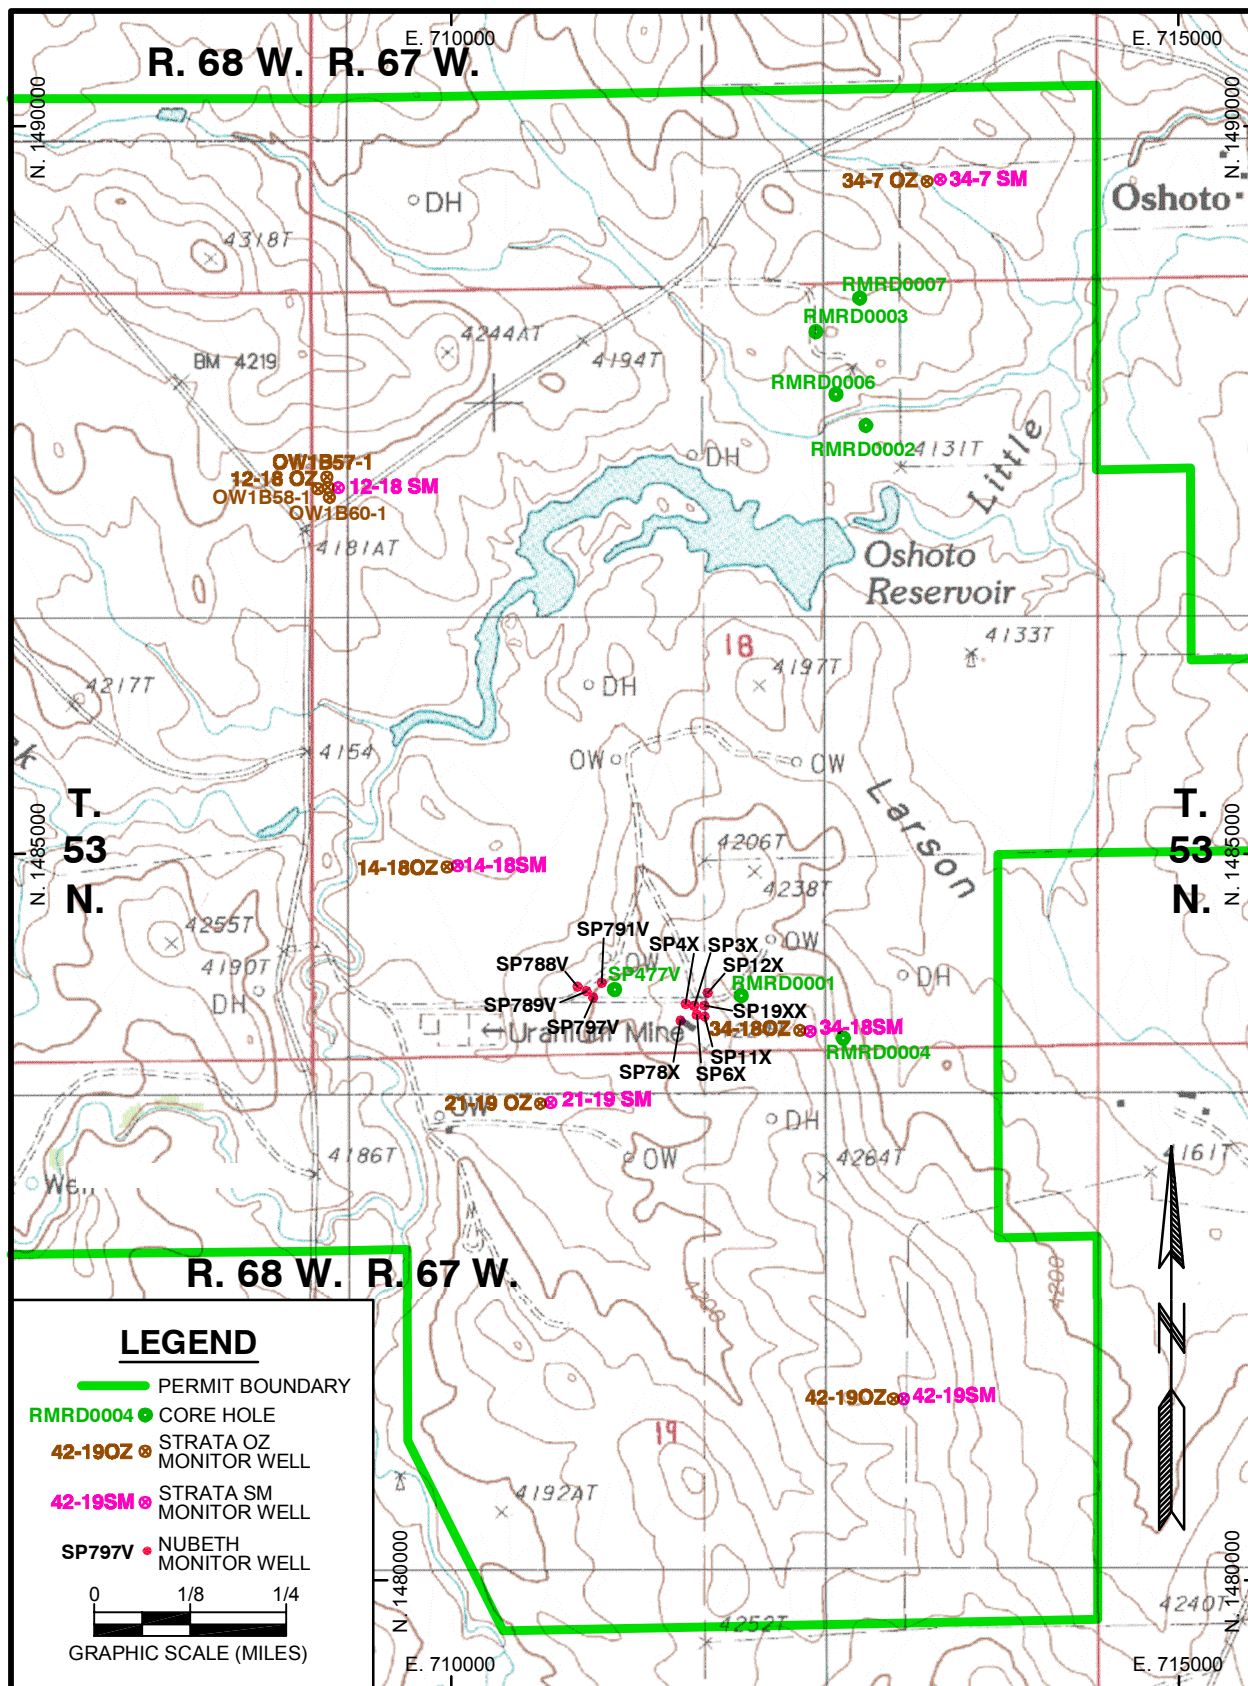 E. 710000
E. 715000
R. 68 W. R. 67 W.
N. 1490000
N. 1490000
34-7 OZ
34-7 SM
DH
Oshoto
4318T
RMRD0007
RMRD0003
4244AT
4194T
BM 4219
RMRD0006
RMRD0002
4131T
Little
DH
OW1B57-1
12-18 OZ
12-18 SM
OW1B58-1
OW1B60-1
4181AT
Oshoto
Reservoir
18
4133T
4197T
4217T
DH
4154
OW
OW
Larson
T.
53
N.
T.
53
N.
N. 1485000
N. 1485000
4206T
14-18OZ
14-18SM
4238T
4255T
SP791V
SP4X
SP3X
OW
4190T
SP788V
OW
SP477V
SP12X
DH
DH
RMRD0001
SP789V
SP19XX
SP797V
Uranium Mine
34-18OZ
34-18SM
SP11X
RMRD0004
SP78X
SP6X
21-19 OZ
21-19 SM
OW
DH
4186T
OW
4264T
4161T
R. 68 W. R. 67 W.
4200
4200
42-19OZ
42-19SM
19
4192AT
4252T
4240T
N. 1480000
N. 1480000
E. 710000
E. 715000
LEGEND
PERMIT BOUNDARY
RMRD0004 CORE HOLE
42-19OZ STRATA OZ
MONITOR WELL
42-19SM STRATA SM
MONITOR WELL
SP797V NUBETH
MONITOR WELL
0 1/8 1/4
GRAPHIC SCALE (MILES)